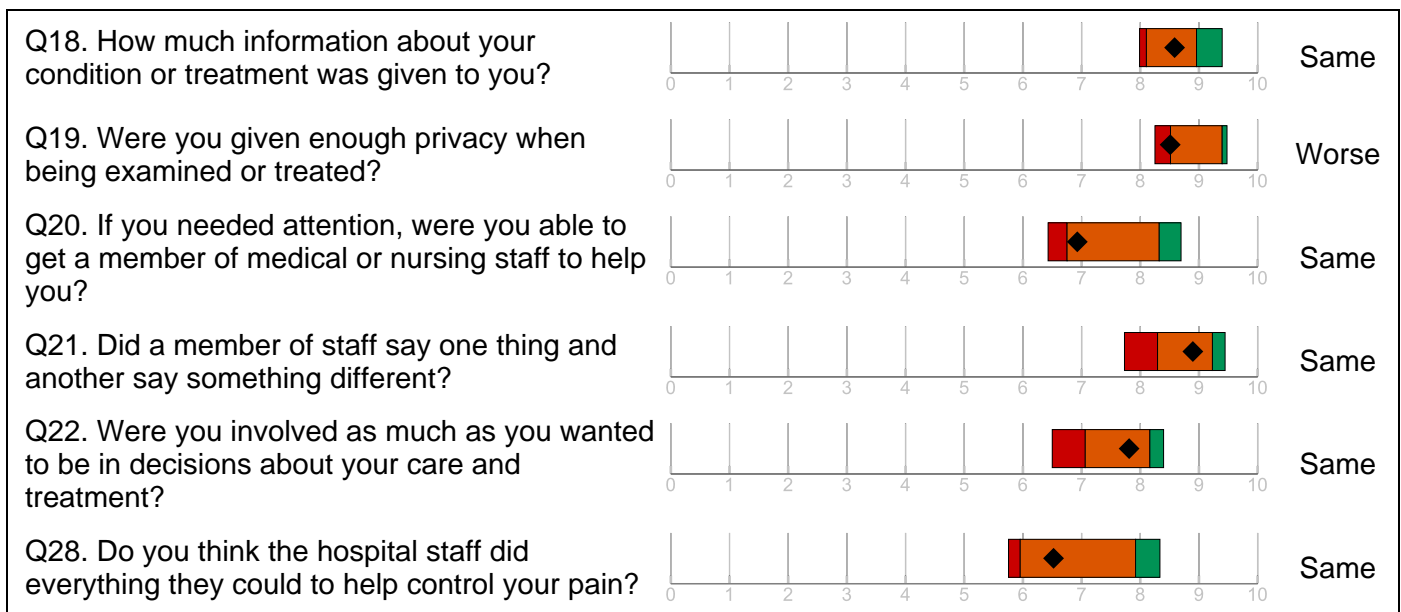 Q18. How much information about your
condition or treatment was given to you?
0 1 2 3 4 5 6 7 8 9 10
Same
Q19. Were you given enough privacy when
being examined or treated?
0 1 2 3 4 5 6 7 8 9 10
Worse
Q20. If you needed attention, were you able to
get a member of medical or nursing staff to help
you?
0 1 2 3 4 5 6 7 8 9 10
Same
Q21. Did a member of staff say one thing and
another say something different?
0 1 2 3 4 5 6 7 8 9 10
Same
Q22. Were you involved as much as you wanted
to be in decisions about your care and
treatment?
0 1 2 3 4 5 6 7 8 9 10
Same
Q28. Do you think the hospital staff did
everything they could to help control your pain?
0 1 2 3 4 5 6 7 8 9 10
Same